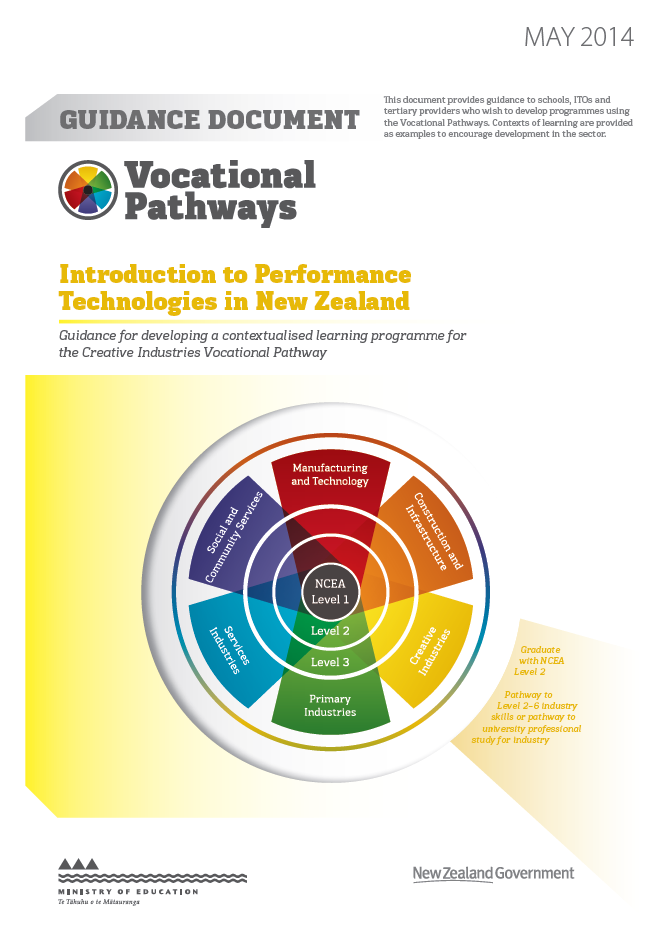 MAY 2014
GUIDANCE DOCUMENT
This document provides guidance to schools, ITOs and
tertiary providers who wish to develop programmes using
the Vocational Pathways. Contexts of learning are provided
as examples to encourage development in the sector.
Vocational
Pathways
Introduction to Performance
Technologies in New Zealand
Guidance for developing a contextualised learning programme for
the Creative Industries Vocational Pathway
Manufacturing
and Technology
Social and
Community Services
Construction and
Infrastructure
NCEA
Level 1
Level 2
Level 3
Services
Industries
Creative
Industries
Primary
Industries
Graduate
with NCEA
Level 2
Pathway to
Level 2–6 industry
skills or pathway to
university professional
study for industry
MINISTRY OF EDUCATION
Te Tāhuhu o te Mātauranga
New Zealand Government